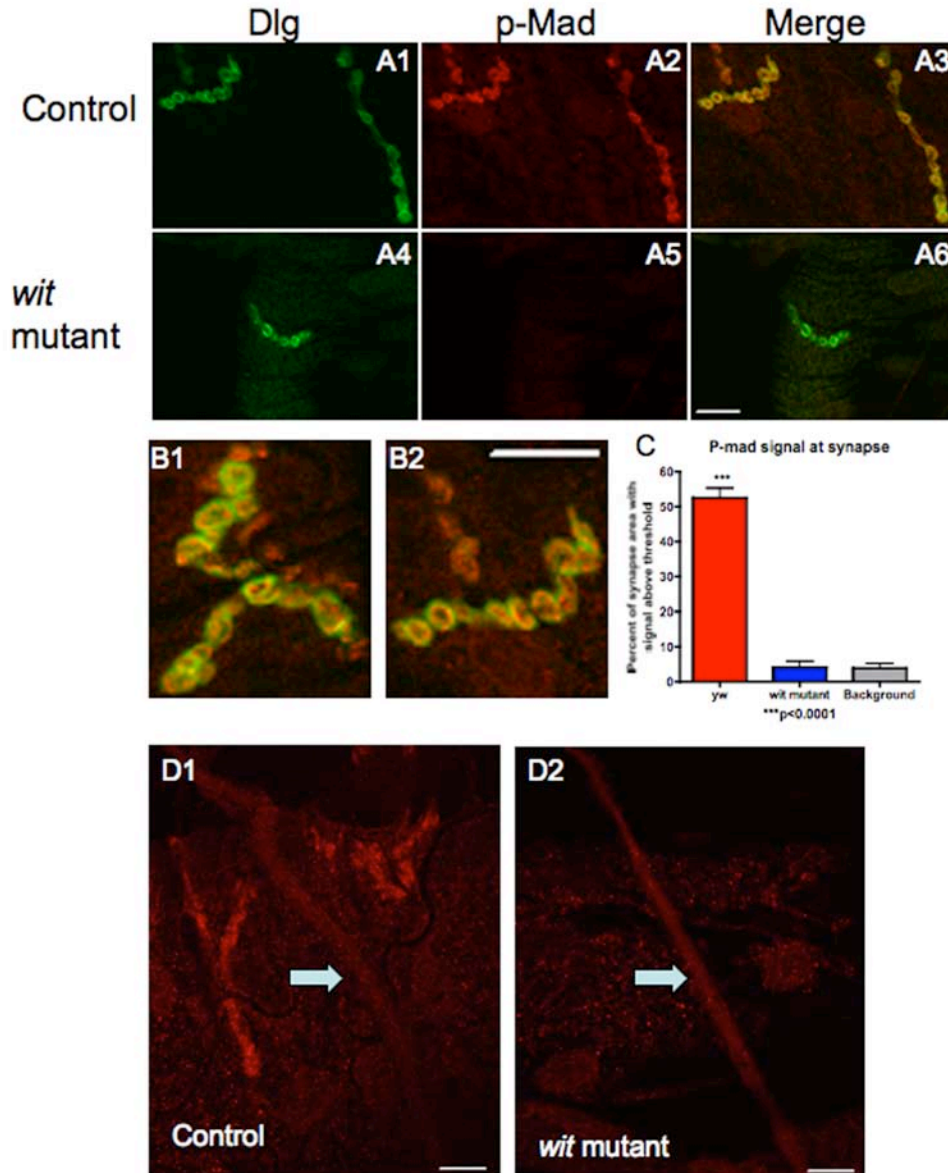 Dlg p-Mad Merge
Control
A1 A2 A3
wit
mutant
A4 A5 A6
B1 B2
C P-mad signal at synapse
Percent of synapse area with
signal above threshold
60
50
40
30
20
10
0
***
yw wit mutant Background
***p<0.0001
D1 D2
Control wit mutant